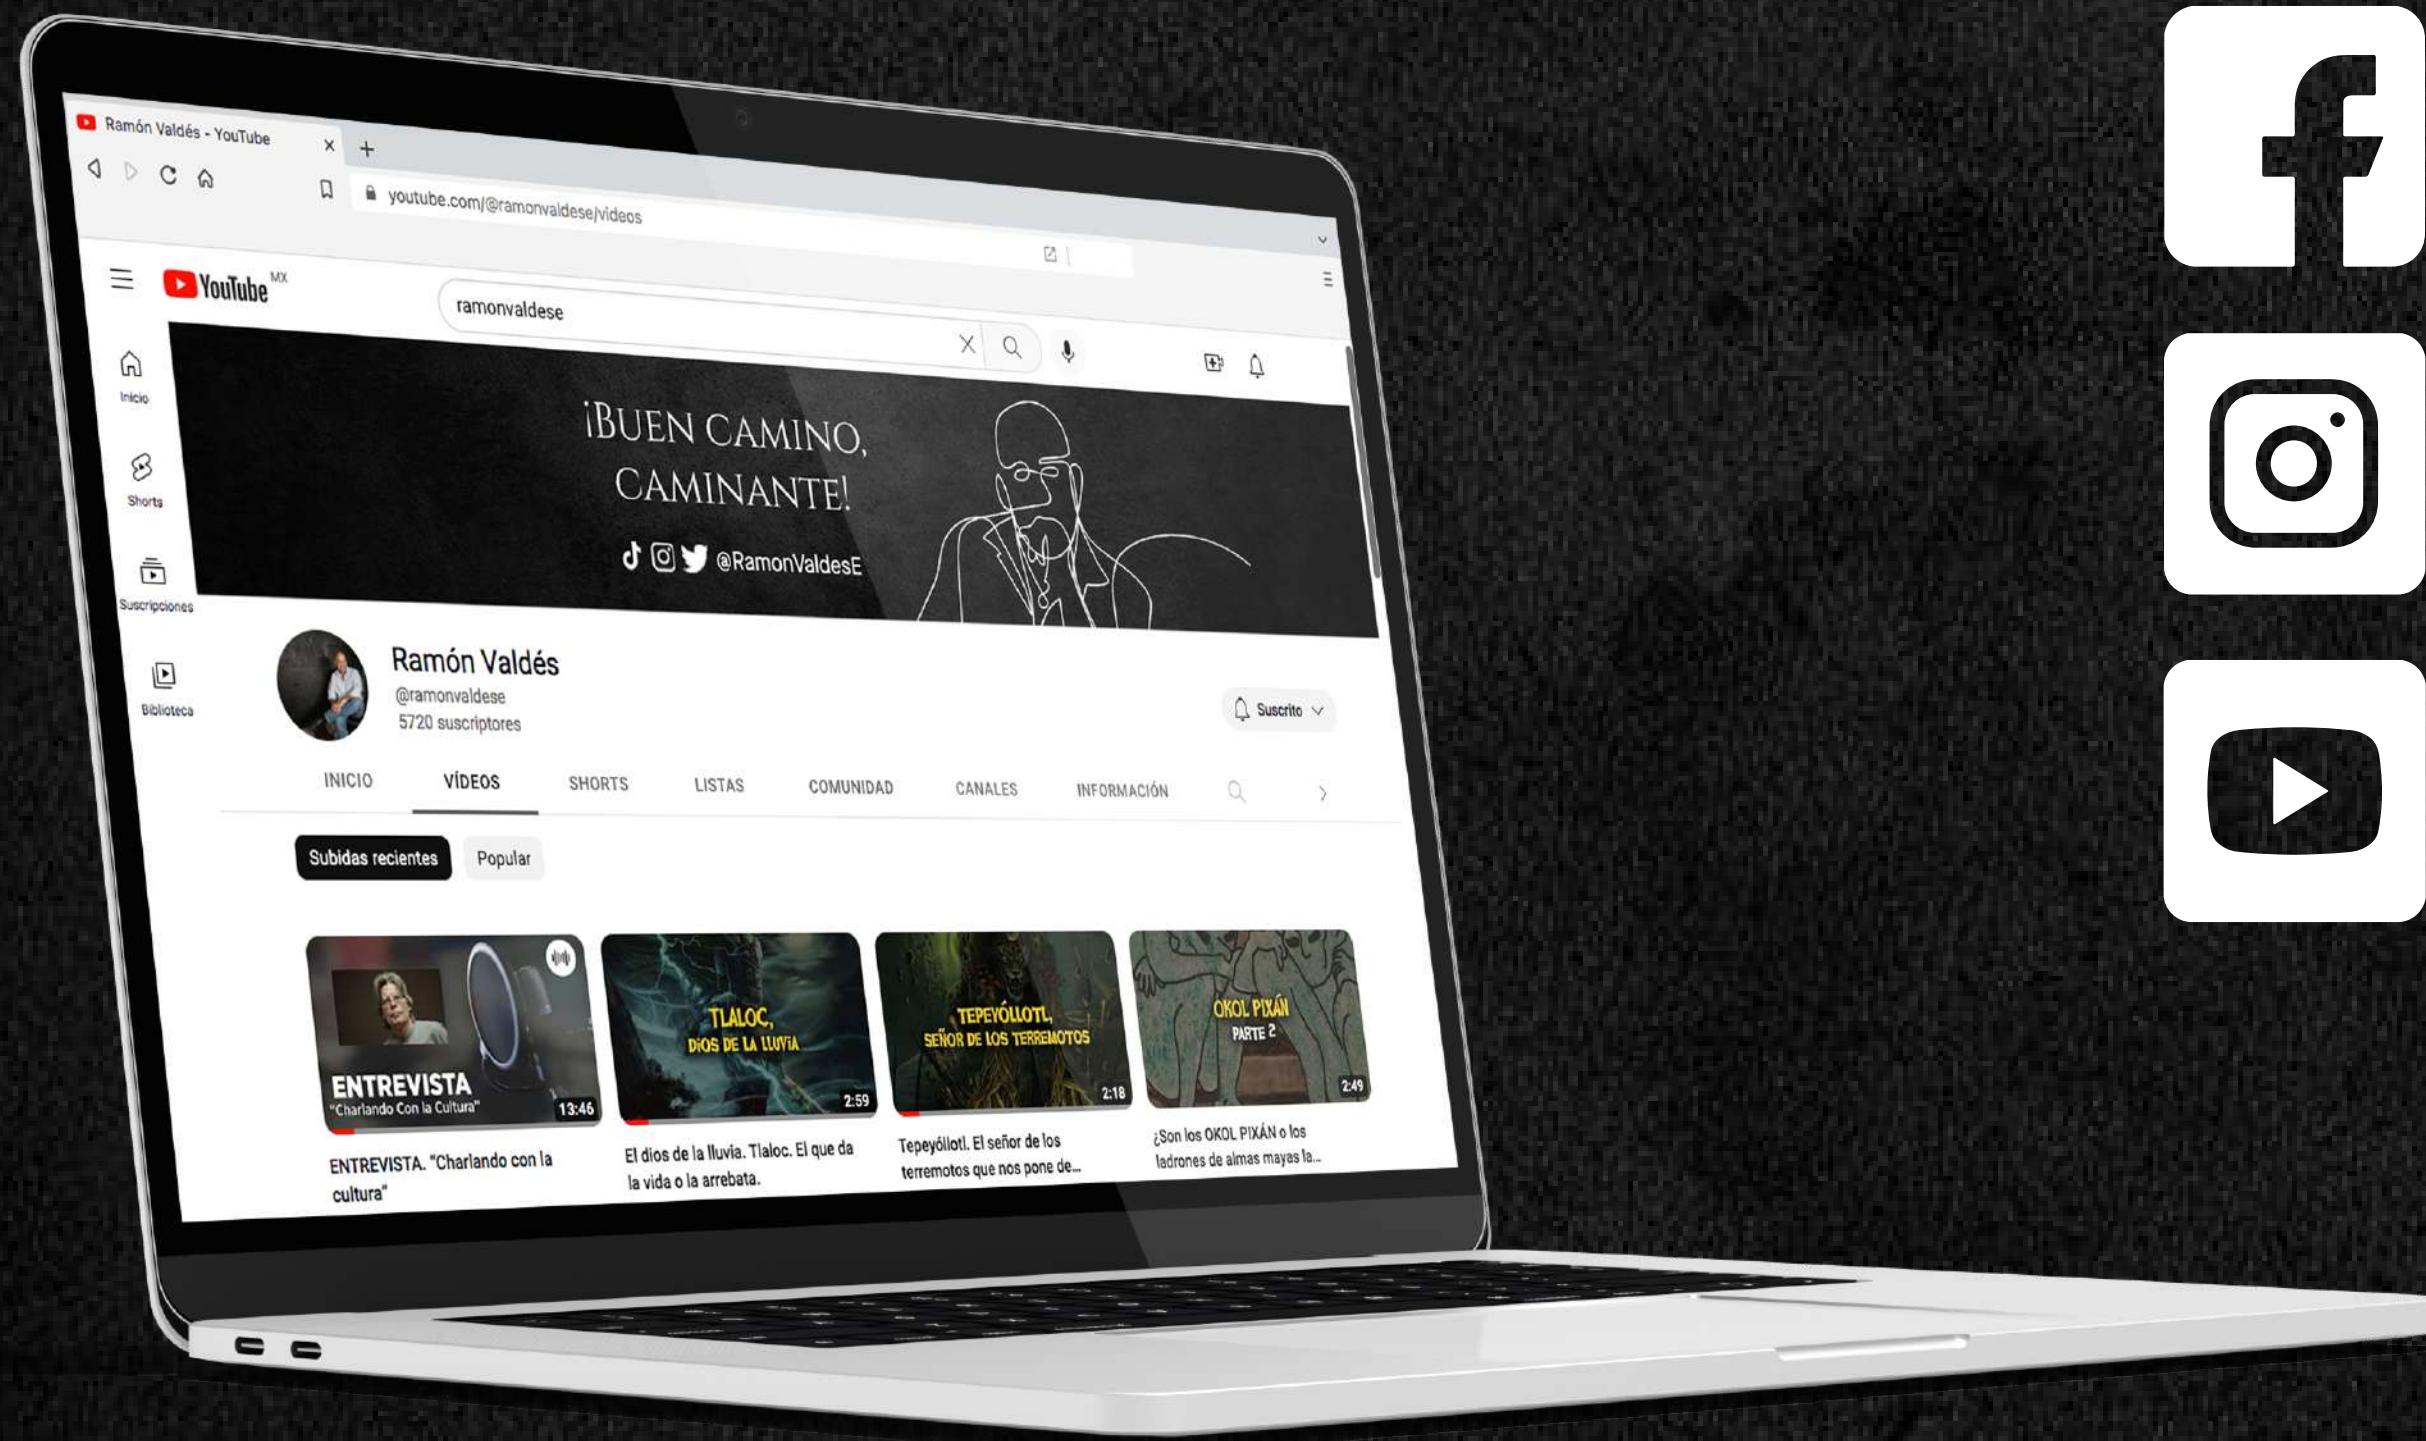 Ramón Valdés - YouTube
youtube.com/@ramonvaldese/videos
YouTube MX
ramonvaldese
Inicio
Shorts
Suscripciones
Biblioteca
¡BUEN CAMINO,
CAMINANTE!
@RamonValdesE
Ramón Valdés
@ramonvaldese
5720 suscriptores
Suscrito
INICIO VÍDEOS SHORTS LISTAS COMUNIDAD CANALES INFORMACIÓN
Subidas recientes Popular
ENTREVISTA
"Charlando Con la Cultura"
13:46
ENTREVISTA. "Charlando con la
cultura"
TLALOC,
DIOS DE LA LLUVIA
2:59
El dios de la lluvia. Tlaloc. El que da
la vida o la arrebata.
TEPEYÓLLOTL,
SEÑOR DE LOS TERREMOTOS
2:18
Tepeyóllotl. El señor de los
terremotos que nos pone de...
OKOL PIXÁN
PARTE 2
2:49
¿Son los OKOL PIXÁN o los
ladrones de almas mayas la...